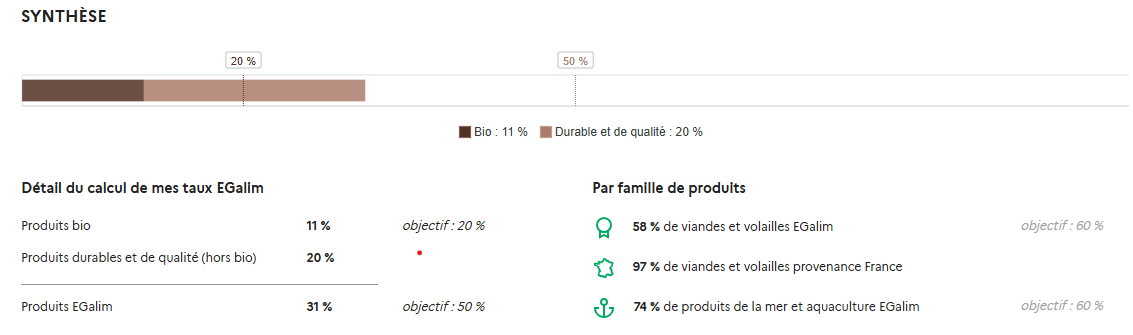 SYNTHÈSE
20 %
50 %
Bio : 11 %
Durable et de qualité : 20 %
Détail du calcul de mes taux EGalim
Produits bio 11 % objectif : 20 %
Produits durables et de qualité (hors bio) 20 %
Produits EGalim 31 % objectif : 50 %
Par famille de produits
58 % de viandes et volailles EGalim objectif : 60 %
97 % de viandes et volailles provenance France
74 % de produits de la mer et aquaculture EGalim objectif : 60 %